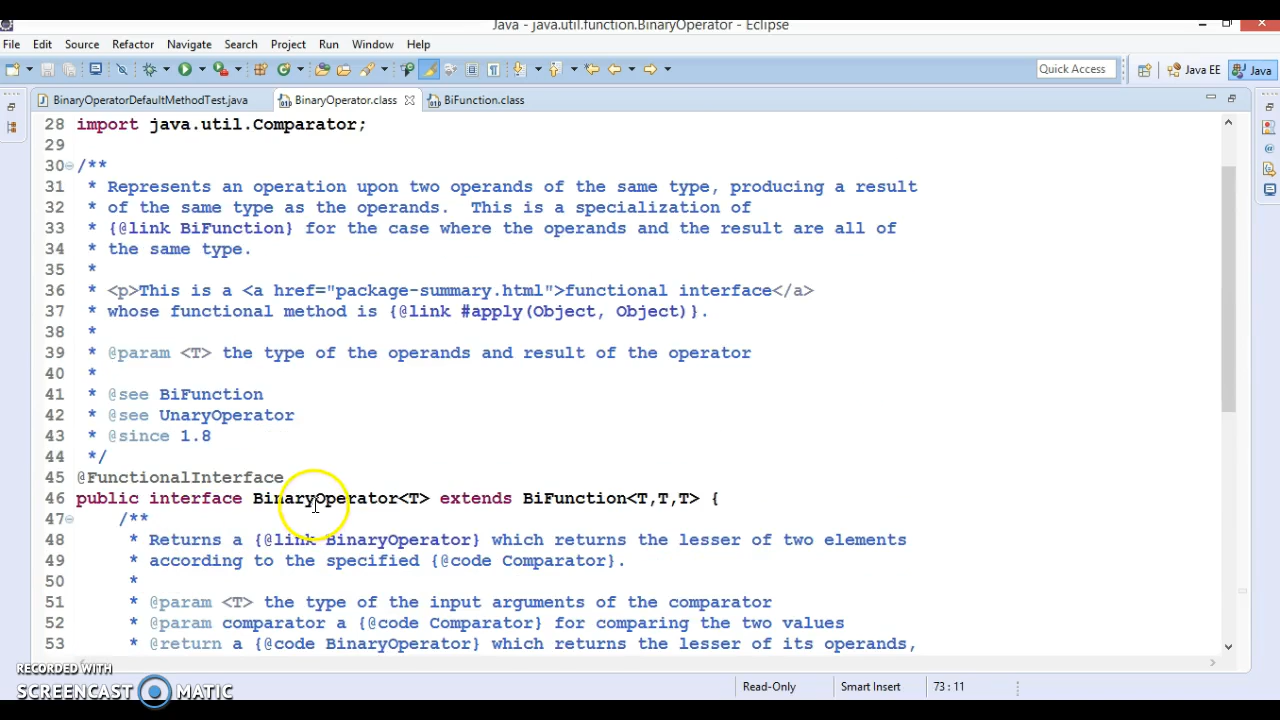 Java - java.util.function.BinaryOperator - Eclipse
File Edit Source Refactor Navigate Search Project Run Window Help
Quick Access Java EE Java
BinaryOperatorDefaultMethodTest.java BinaryOperator.class BiFunction.class
28 import java.util.Comparator;
29
30 /**
31 * Represents an operation upon two operands of the same type, producing a result
32 * of the same type as the operands. This is a specialization of
33 * {@link BiFunction} for the case where the operands and the result are all of
34 * the same type.
35 *
36 * <p>This is a <a href="package-summary.html">functional interface</a>
37 * whose functional method is {@link #apply(Object, Object)}.
38 *
39 * @param <T> the type of the operands and result of the operator
40 *
41 * @see BiFunction
42 * @see UnaryOperator
43 * @since 1.8
44 */
45 @FunctionalInterface
46 public interface BinaryOperator<T> extends BiFunction<T,T,T> {
47 /**
48 * Returns a {@link BinaryOperator} which returns the lesser of two elements
49 * according to the specified {@code Comparator}.
50 *
51 * @param <T> the type of the input arguments of the comparator
52 * @param comparator a {@code Comparator} for comparing the two values
53 * @return a {@code BinaryOperator} which returns the lesser of its operands,
RECORDED WITH
SCREENCAST MATIC
Read-Only Smart Insert 73 : 11